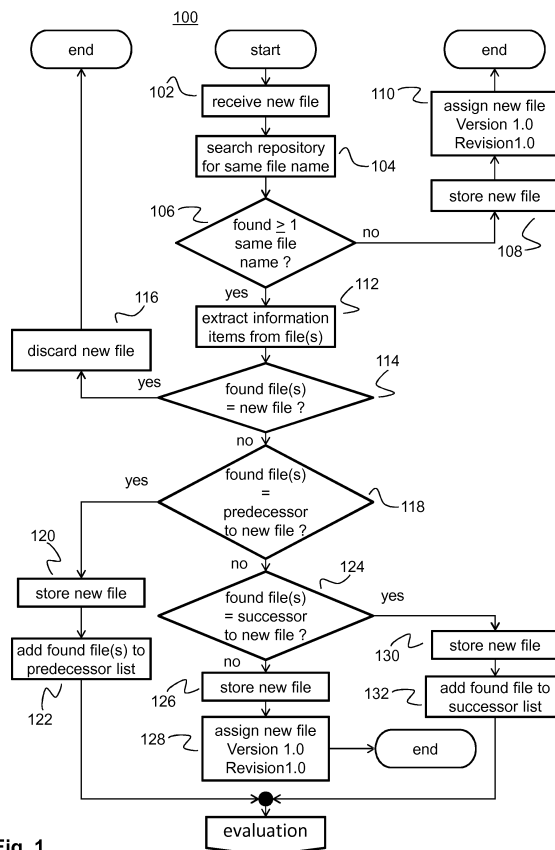 100
end
start
end
102
receive new file
110
assign new file
Version 1.0
Revision1.0
search repository
for same file name
104
106
found ≥ 1
same file
name ?
no
store new file
108
yes
112
116
extract information
items from file(s)
discard new file
114
yes
found file(s)
= new file ?
no
yes
found file(s)
=
predecessor
to new file ?
118
120
no
124
store new file
found file(s)
= successor
to new file ?
yes
add found file(s) to
predecessor list
122
130
store new file
no
126
store new file
132
add found file to
successor list
128
assign new file
Version 1.0
Revision1.0
end
evaluation
Fig. 1